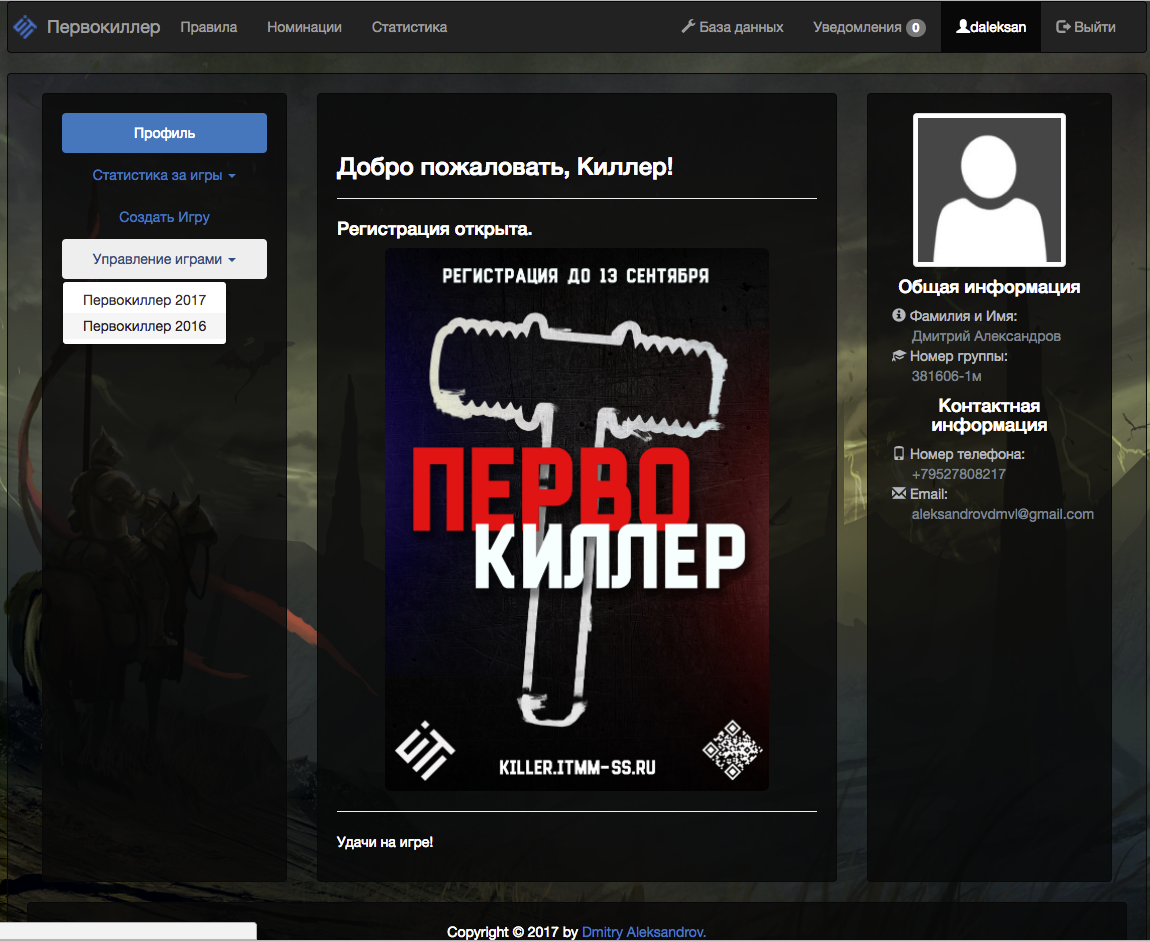 Первокиллер Правила Номинации Статистика База данных Уведомления 0 daleksan Выйти
Профиль
Статистика за игры
Создать Игру
Управление играми
Первокиллер 2017
Первокиллер 2016
Добро пожаловать, Киллер!
Регистрация открыта.
РЕГИСТРАЦИЯ ДО 13 СЕНТЯБРЯ
ПЕРВО
КИЛЛЕР
KILLER.ITMM-SS.RU
Удачи на игре!
Общая информация
Фамилия и Имя:
Дмитрий Александров
Номер группы:
381606-1м
Контактная
информация
Номер телефона:
+79527808217
Email:
aleksandrovdmvl@gmail.com
Copyright © 2017 by Dmitry Aleksandrov.